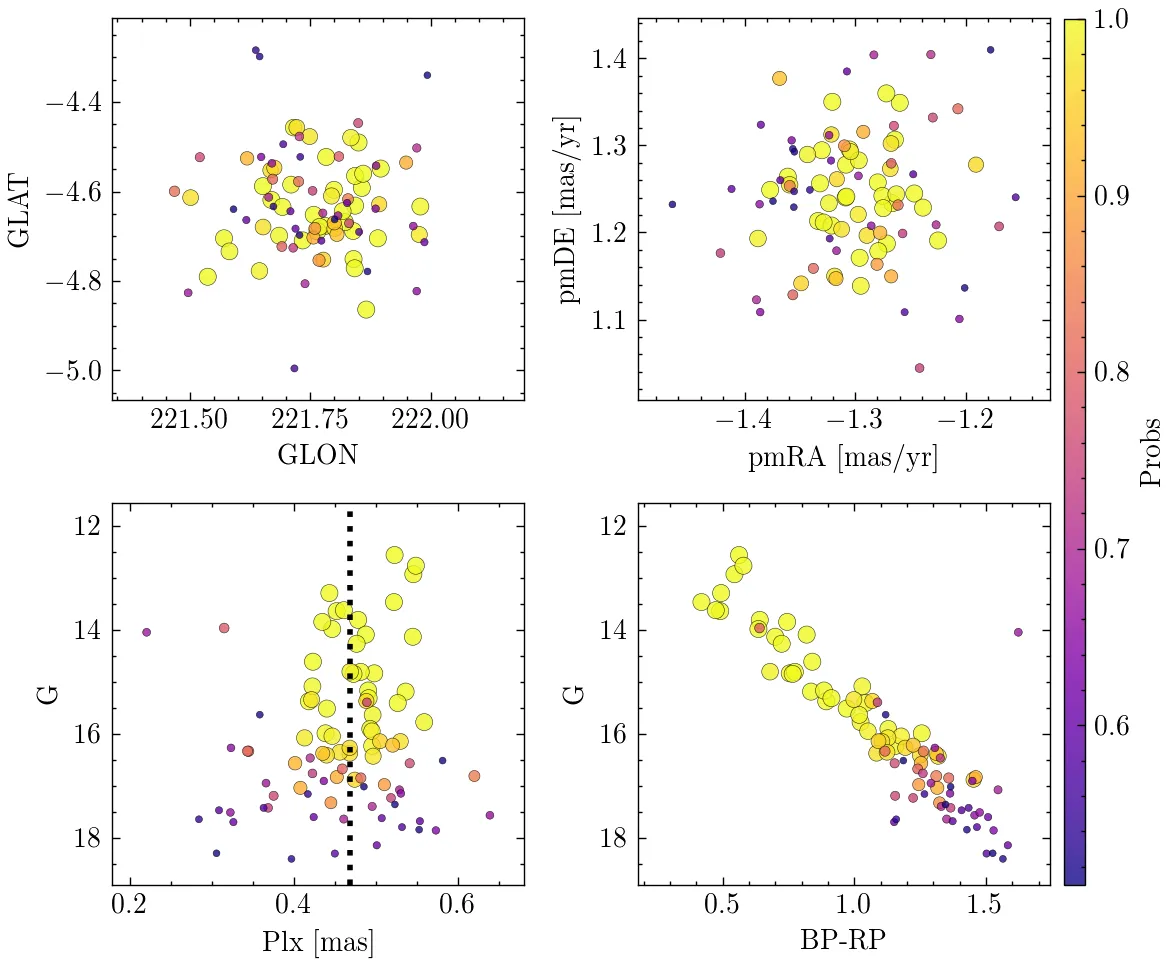 −4.4
−4.6
−4.8
−5.0
GLAT
221.50 221.75 222.00
GLON
1.4
1.3
1.2
1.1
pmDE [mas/yr]
−1.4 −1.3 −1.2
pmRA [mas/yr]
12
14
16
18
G
0.2 0.4 0.6
Plx [mas]
12
14
16
18
G
0.5 1.0 1.5
BP-RP
1.0
0.9
0.8
0.7
0.6
Probs